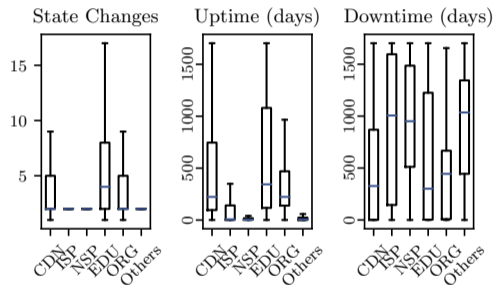 State Changes
15
10
5
CDN
ISP
NSP
EDU
ORG
Others
Uptime (days)
1500
1000
500
0
CDN
ISP
NSP
EDU
ORG
Others
Downtime (days)
1500
1000
500
0
CDN
ISP
NSP
EDU
ORG
Others